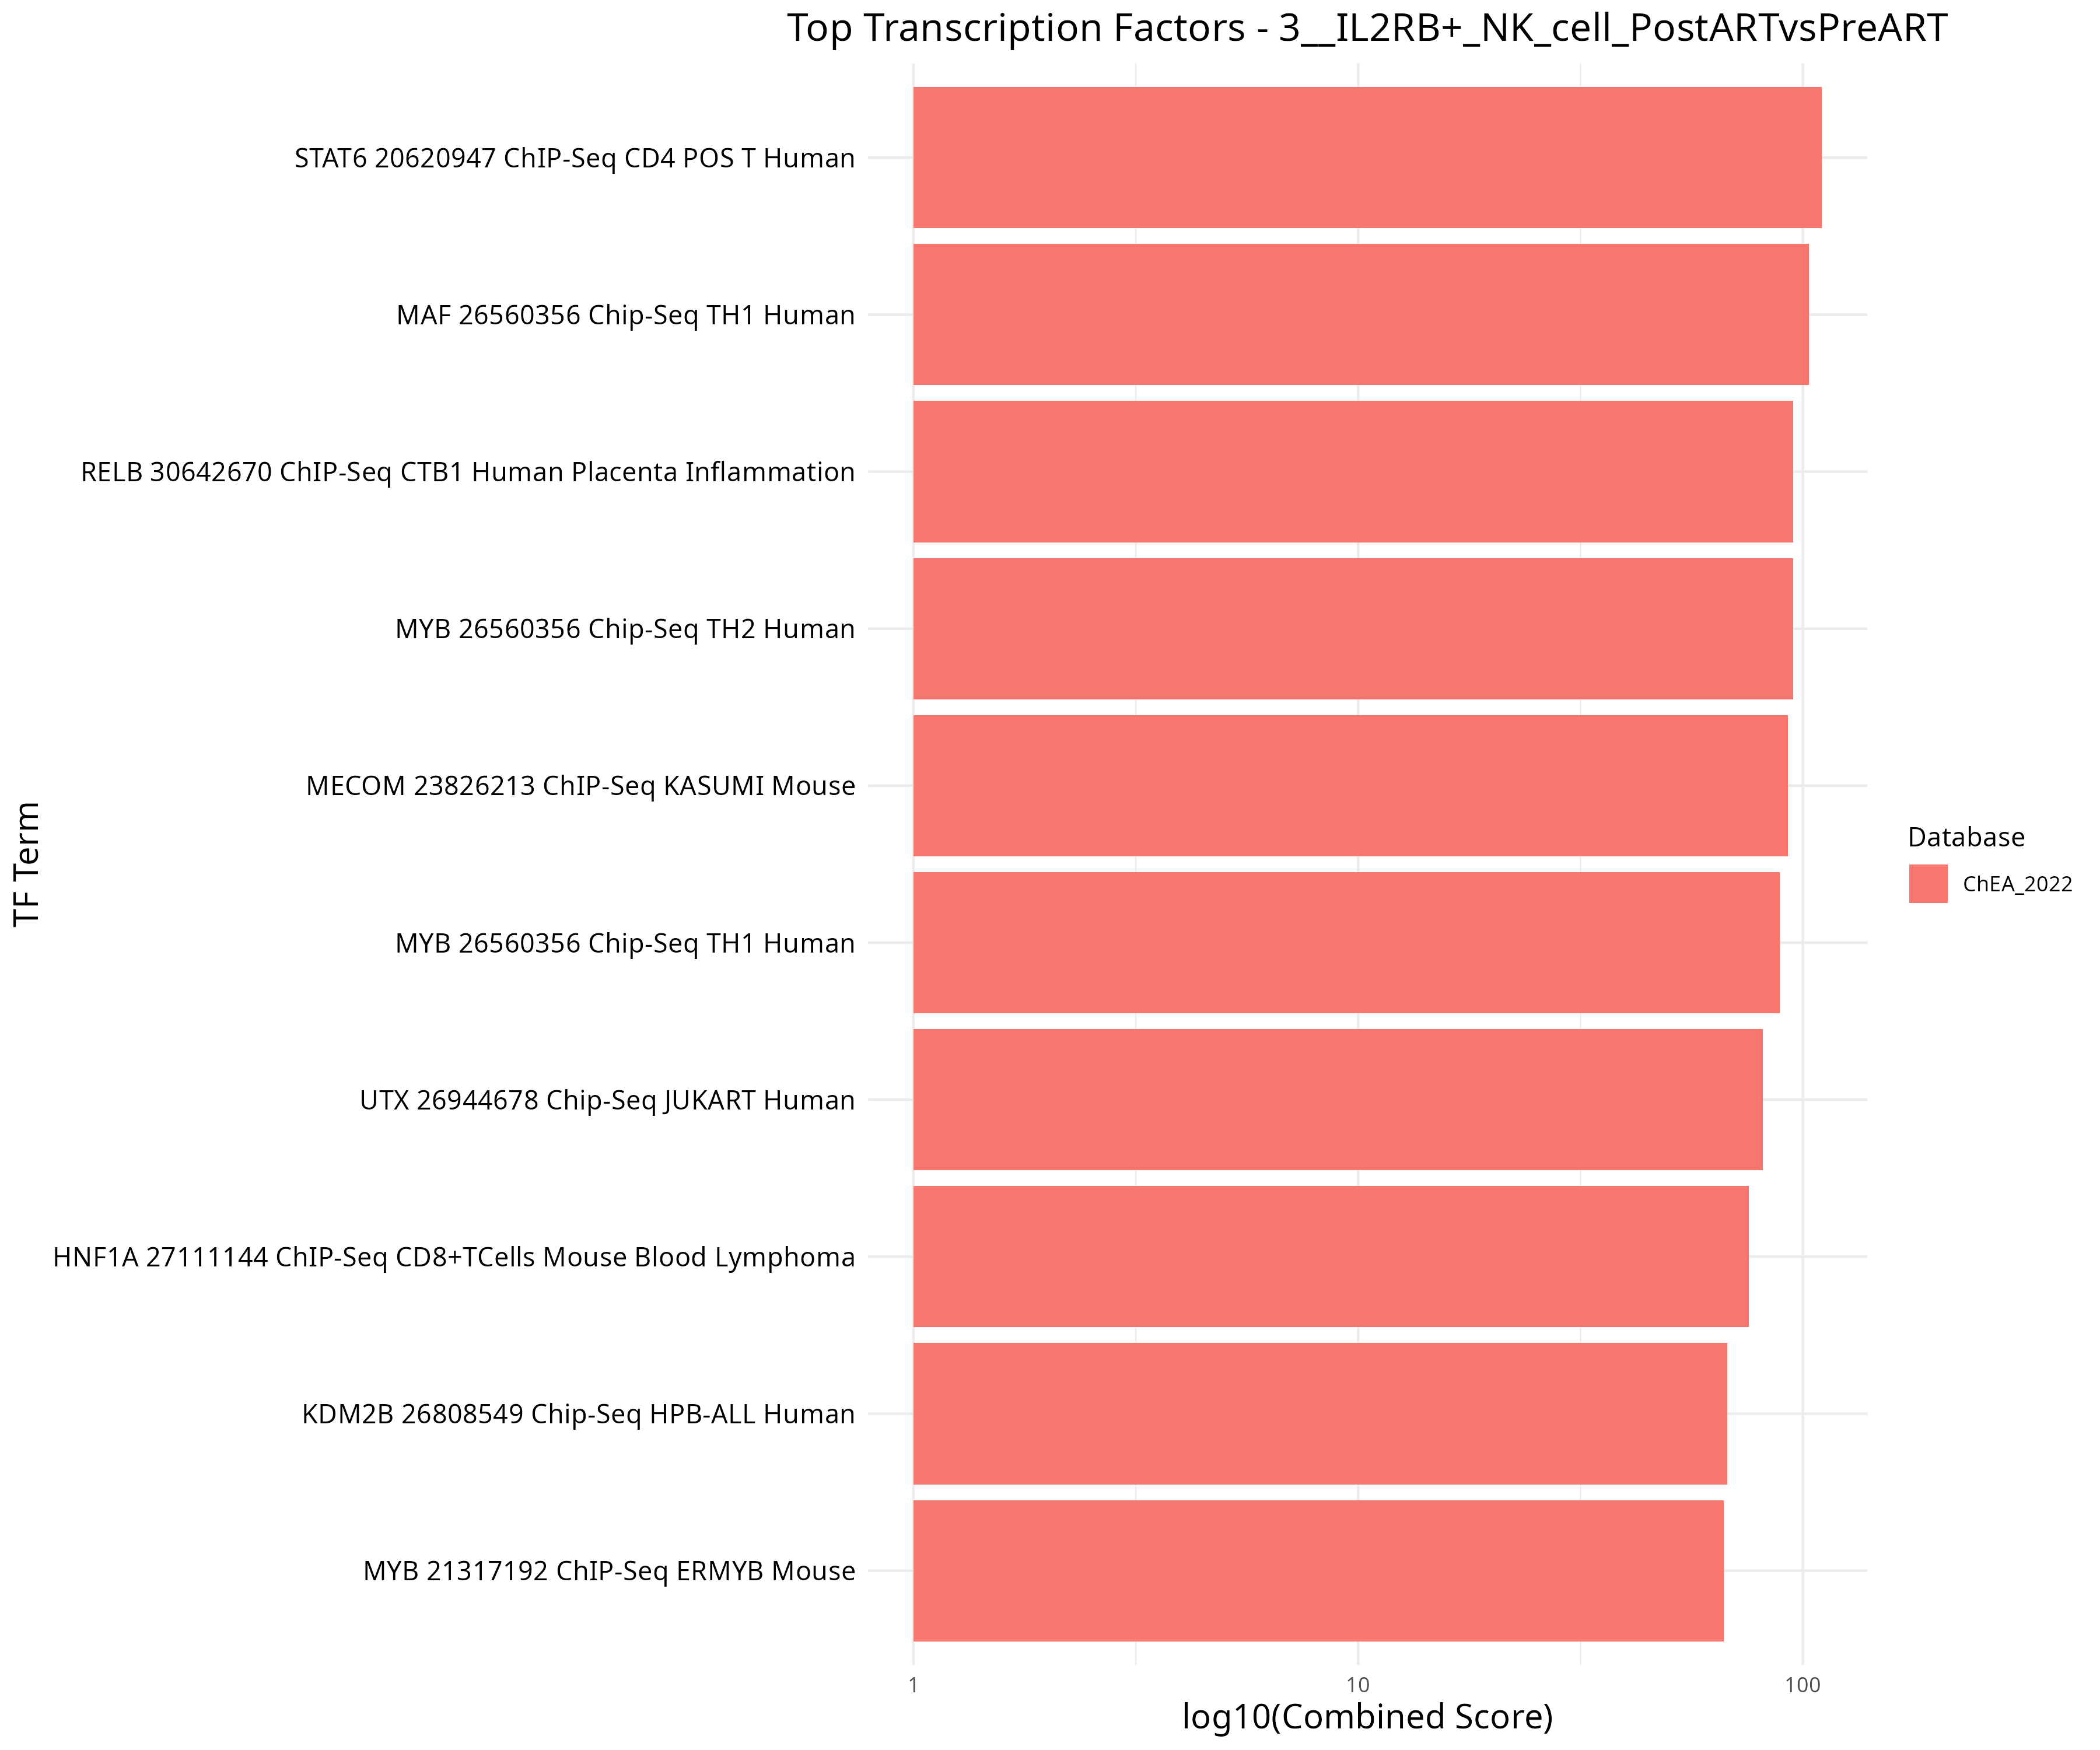 Top Transcription Factors - 3__IL2RB+_NK_cell_PostARTvsPreART
TF Term
STAT6 20620947 ChIP-Seq CD4 POS T Human
MAF 26560356 Chip-Seq TH1 Human
RELB 30642670 ChIP-Seq CTB1 Human Placenta Inflammation
MYB 26560356 Chip-Seq TH2 Human
MECOM 23826213 ChIP-Seq KASUMI Mouse
MYB 26560356 Chip-Seq TH1 Human
UTX 26944678 Chip-Seq JUKART Human
HNF1A 27111144 ChIP-Seq CD8+TCells Mouse Blood Lymphoma
KDM2B 26808549 Chip-Seq HPB-ALL Human
MYB 21317192 ChIP-Seq ERMYB Mouse
1 10 100
log10(Combined Score)
Database
ChEA_2022